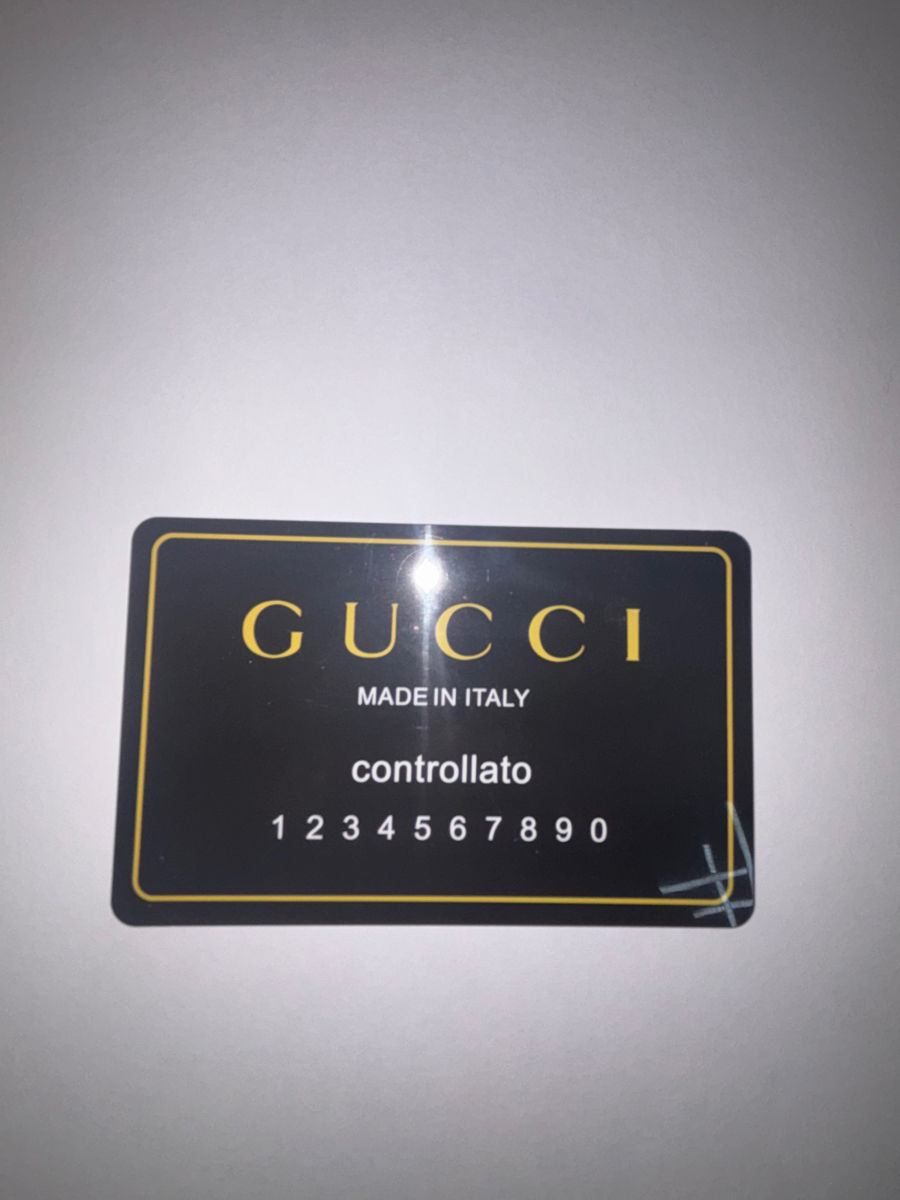 GUCCI
MADE IN ITALY
controllato
1 2 3 4 5 6 7 8 9 0